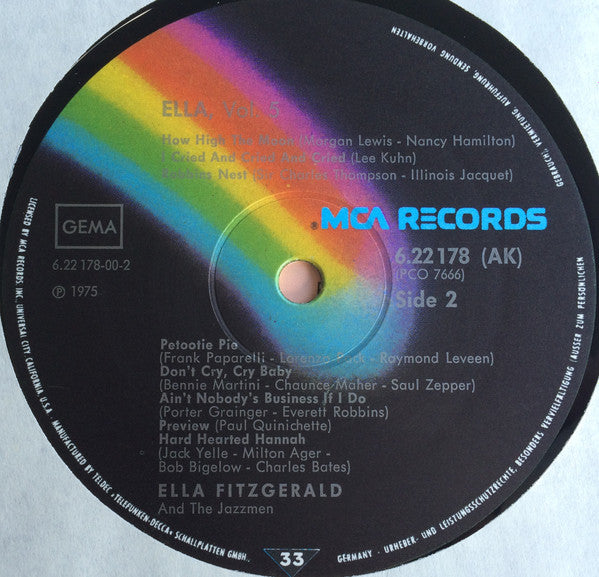 ELLA, Vol. 5
How High The Moon (Morgan Lewis - Nancy Hamilton)
I Cried And Cried And Cried (Lee Kuhn)
Robbins Nest (Sir Charles Thompson - Illinois Jacquet)
® MCA RECORDS
GEMA
6.22178-00-2
Ⓟ 1975
6.22178 (AK)
(PCO 7666)
Side 2
Petootie Pie
(Frank Paparelli - Lorenzo Pack - Raymond Leveen)
Don't Cry, Cry Baby
(Bennie Martini - Chaunce Maher - Saul Zepper)
Ain't Nobody's Business If I Do
(Porter Grainger - Everett Robbins)
Preview (Paul Quinichette)
Hard Hearted Hannah
(Jack Yelle - Milton Ager -
Bob Bigelow - Charles Bates)
ELLA FITZGERALD
And The Jazzmen
33
LICENSED BY MCA RECORDS INC. UNIVERSAL CITY, CALIFORNIA, U.S.A. · MANUFACTURED BY TELDEC »TELEFUNKEN-DECCA« SCHALLPLATTEN GMBH.
GERMANY · URHEBER- UND LEISTUNGSSCHUTZRECHTE, BESONDERS VERVIELFÄLTIGUNG (AUSSER ZUM PERSÖNLICHEN
GEBRAUCH), VERMIETUNG, AUFFÜHRUNG, SENDUNG VORBEHALTEN